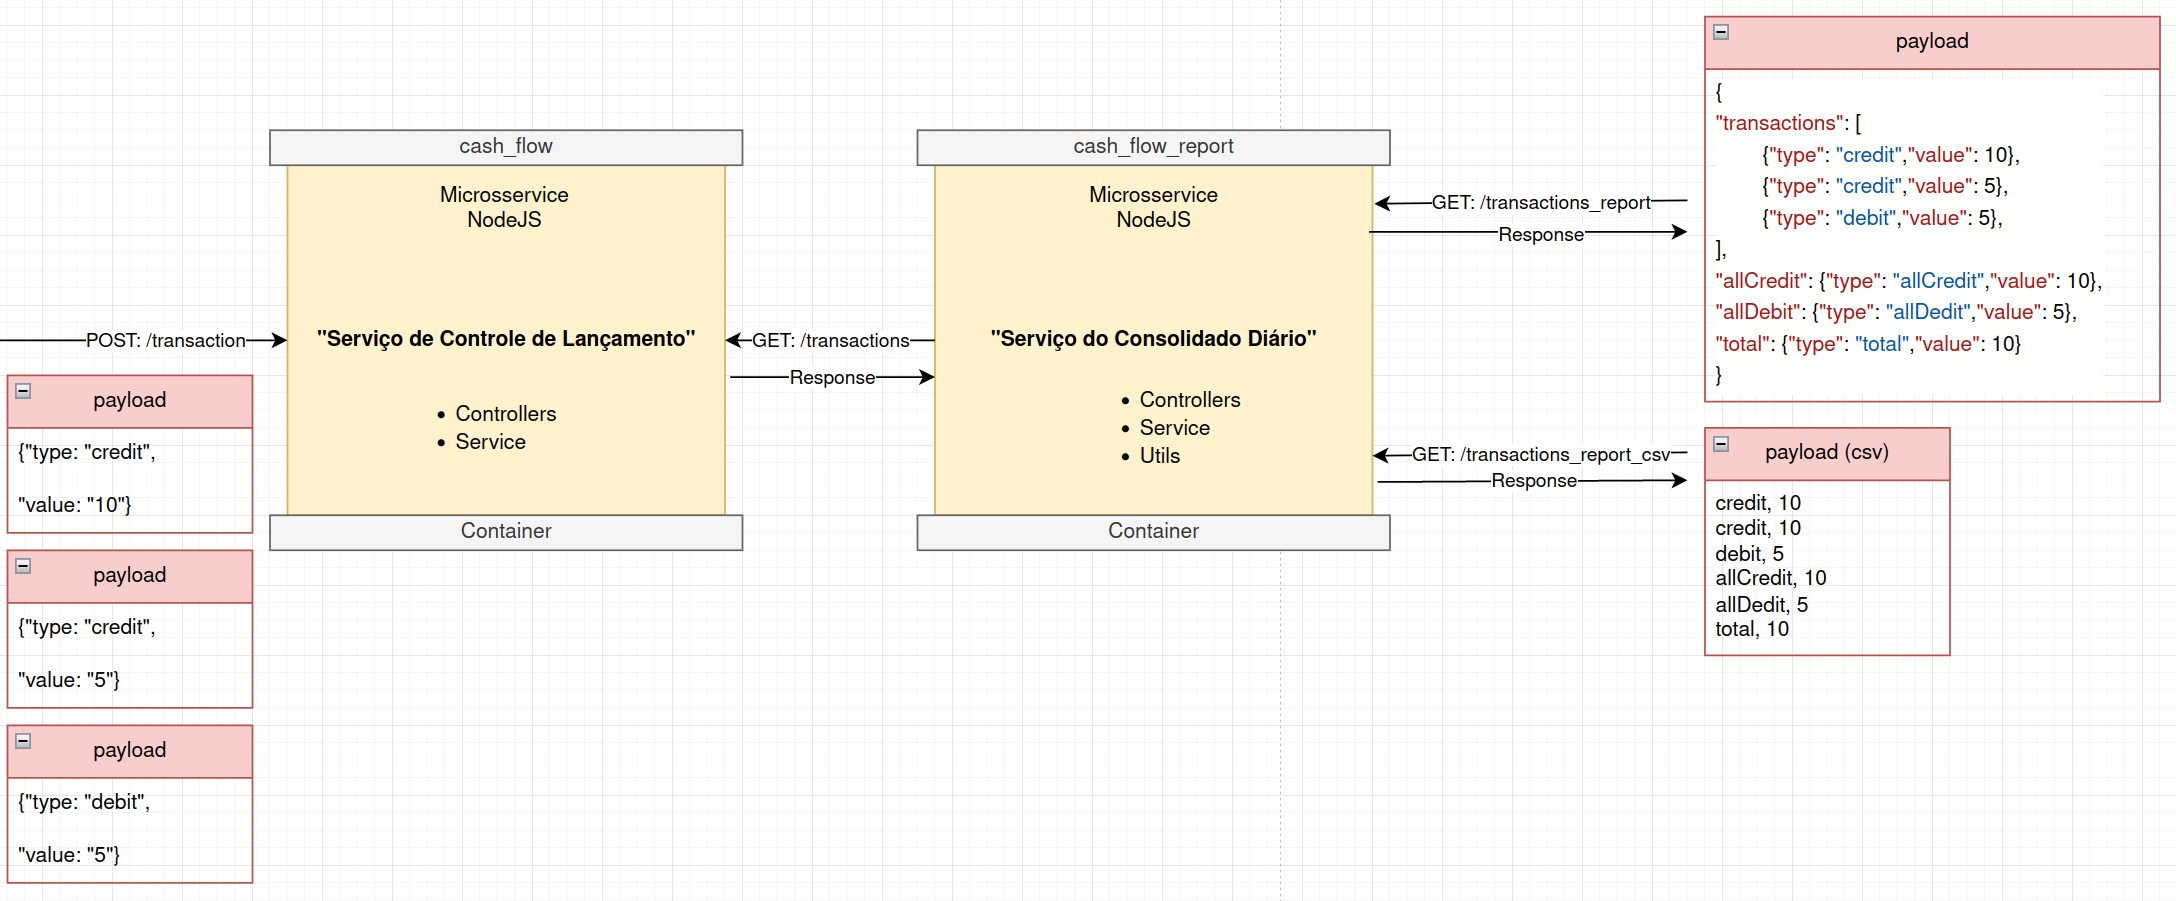 POST: /transaction
payload
{"type: "credit",
"value: "10"}
payload
{"type: "credit",
"value: "5"}
payload
{"type: "debit",
"value: "5"}
cash_flow
Microsservice
NodeJS
"Serviço de Controle de Lançamento"
Controllers
Service
Container
GET: /transactions
Response
cash_flow_report
Microsservice
NodeJS
"Serviço do Consolidado Diário"
Controllers
Service
Utils
Container
GET: /transactions_report
Response
GET: /transactions_report_csv
Response
payload
{
"transactions": [
{"type": "credit","value": 10},
{"type": "credit","value": 5},
{"type": "debit","value": 5},
],
"allCredit": {"type": "allCredit","value": 10},
"allDebit": {"type": "allDedit","value": 5},
"total": {"type": "total","value": 10}
}
payload (csv)
credit, 10
credit, 10
debit, 5
allCredit, 10
allDedit, 5
total, 10